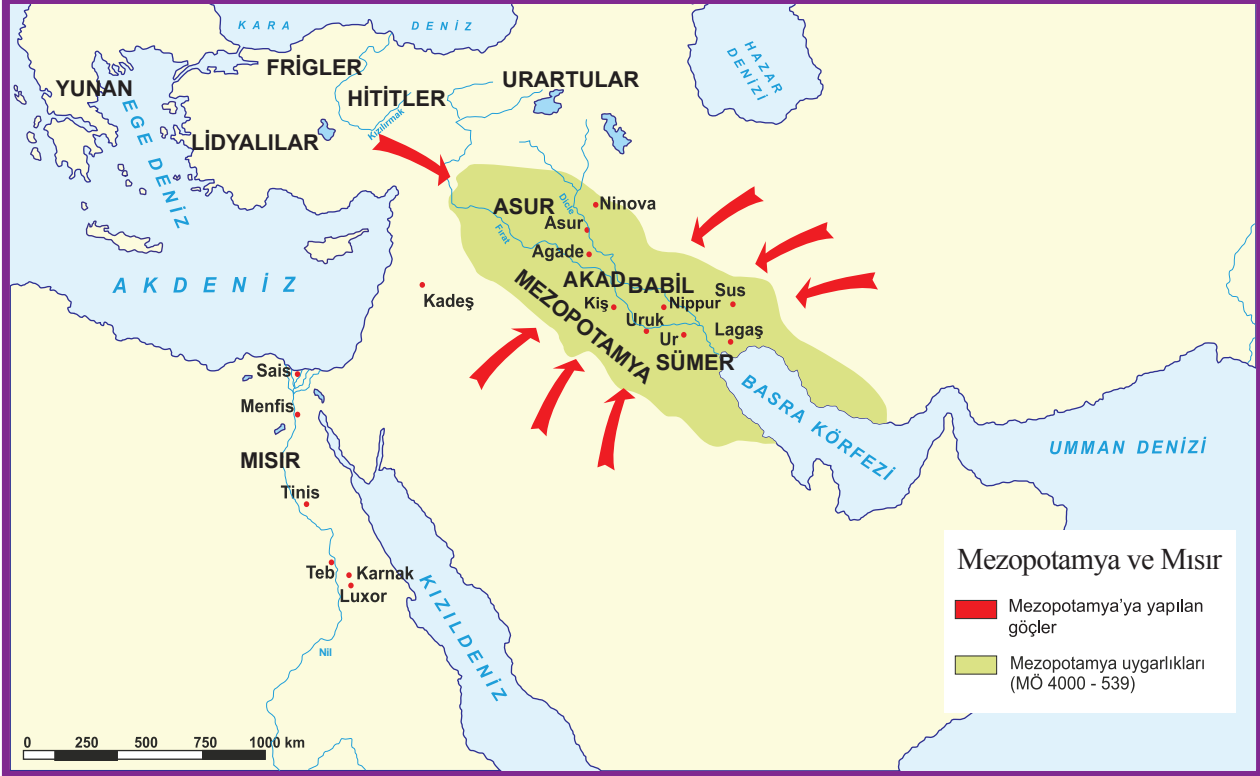 KARA DENİZ
HAZAR DENİZİ
FRİGLER
URARTULAR
YUNAN
HİTİTLER
EGE DENİZ
Kızılırmak
LİDYALILAR
ASUR
Dicle
Ninova
Fırat
Asur
Agade
AKDENİZ
Kadeş
AKAD
BABİL
MEZOPOTAMYA
Kiş
Nippur
Sus
Uruk
Ur
Lagaş
SÜMER
Sais
BASRA KÖRFEZİ
Menfis
UMMAN DENİZİ
MISIR
Tinis
Teb
Karnak
Luxor
KIZILDENİZ
Nil
Mezopotamya ve Mısır
Mezopotamya'ya yapılan
göçler
Mezopotamya uygarlıkları
(MÖ 4000 - 539)
0 250 500 750 1000 km